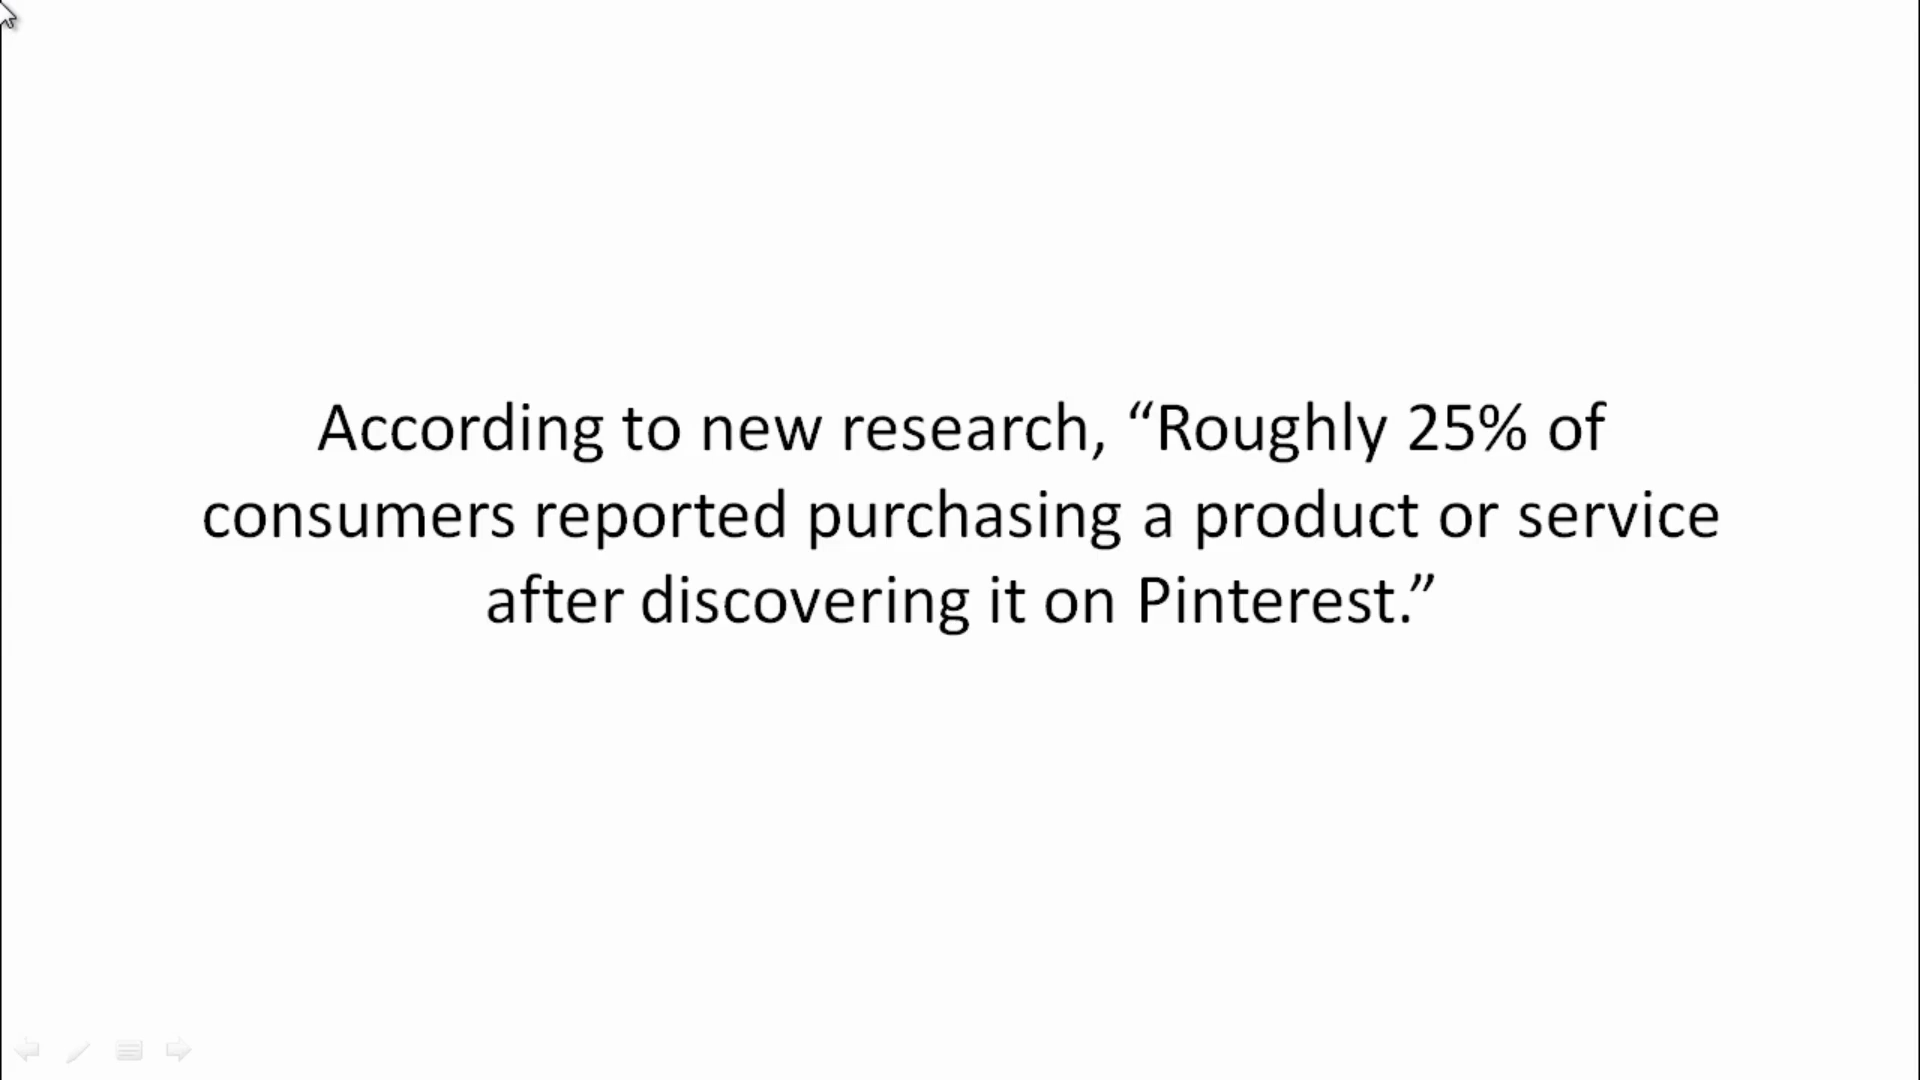 According to new research, “Roughly 25% of
consumers reported purchasing a product or service
after discovering it on Pinterest.”